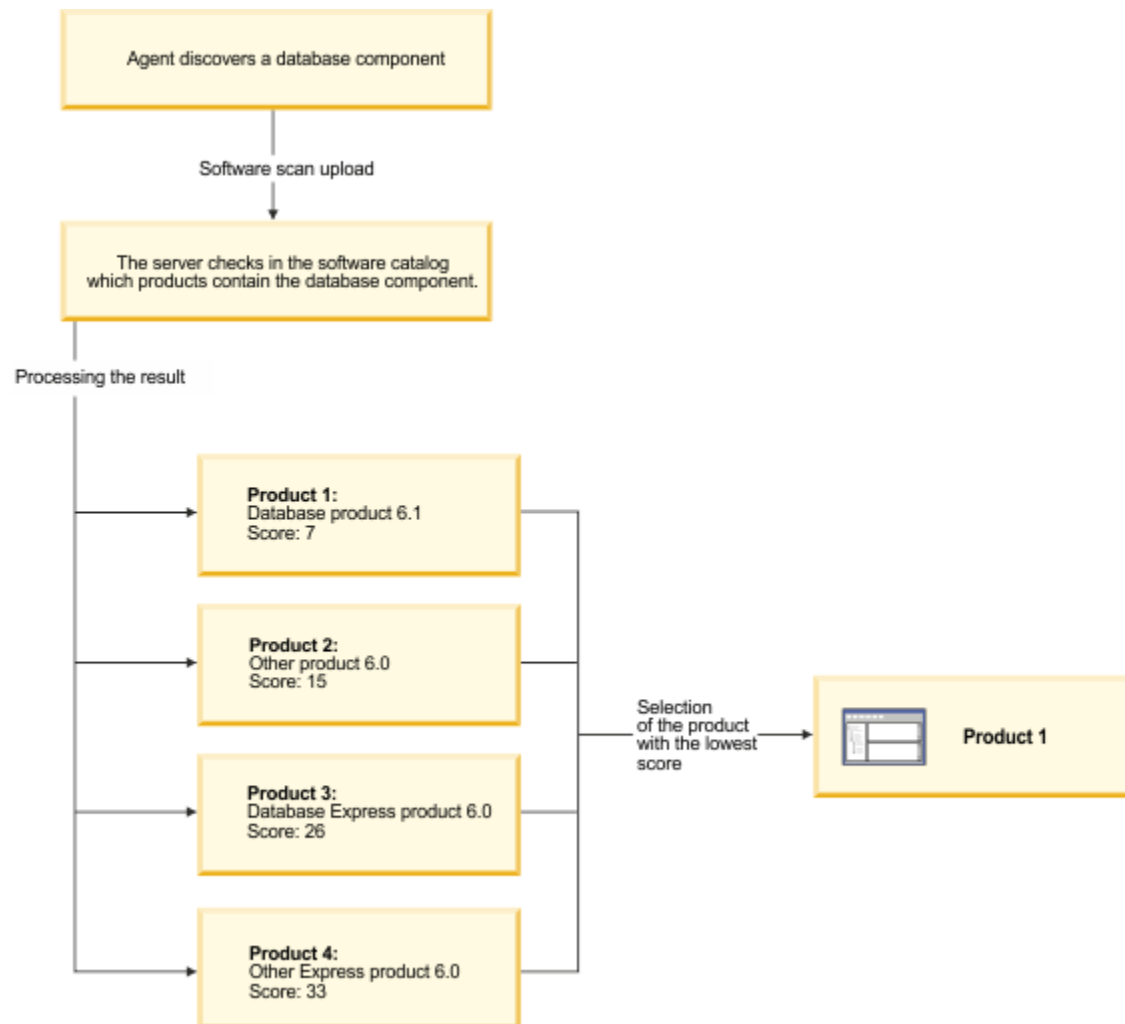 Agent discovers a database component
Software scan upload
The server checks in the software catalog
which products contain the database component.
Processing the result
Product 1:
Database product 6.1
Score: 7
Product 2:
Other product 6.0
Score: 15
Product 3:
Database Express product 6.0
Score: 26
Product 4:
Other Express product 6.0
Score: 33
Selection
of the product
with the lowest
score
Product 1